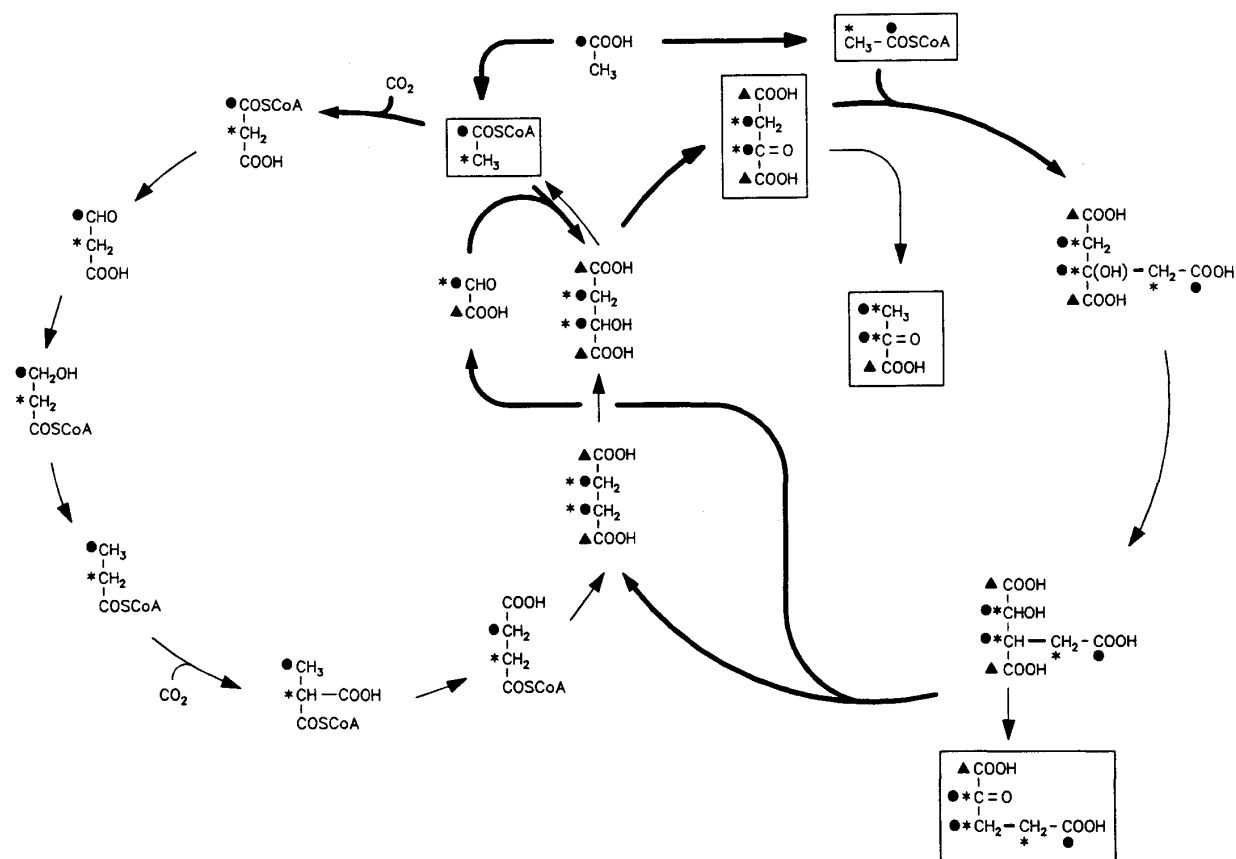 ●COOH
CH₃
* ●
CH₃-COSCoA
CO₂
●COSCoA
*CH₂
COOH
●COSCoA
*CH₃
▲COOH
*●CH₂
*●C=O
▲COOH
●CHO
*CH₂
COOH
*●CHO
▲COOH
▲COOH
*●CH₂
*●CHOH
▲COOH
▲COOH
●*CH₂
●*C(OH)—CH₂-COOH
▲COOH * ●
●*CH₃
●*C=O
▲COOH
●CH₂OH
*CH₂
COSCoA
▲COOH
*●CH₂
*●CH₂
▲COOH
●CH₃
*CH₂
COSCoA
CO₂
●CH₃
*CH—COOH
COSCoA
COOH
●CH₂
*CH₂
COSCoA
▲COOH
●*CHOH
●*CH—CH₂-COOH
▲COOH * ●
▲COOH
●*C=O
●*CH₂—CH₂-COOH
* ●